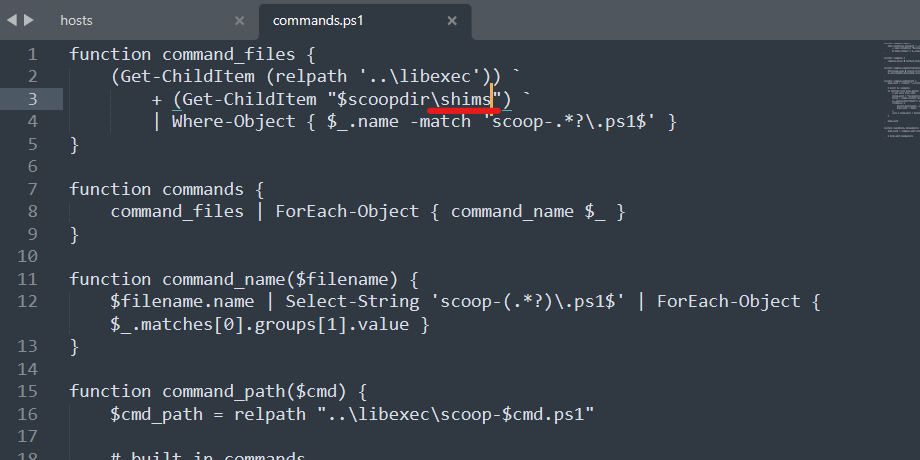 hosts
commands.ps1
1 function command_files {
2 (Get-ChildItem (relpath '..\libexec')) `
3 + (Get-ChildItem "$scoopdir\shims") `
4 | Where-Object { $_.name -match 'scoop-.*?\.ps1$' }
5 }
6
7 function commands {
8 command_files | ForEach-Object { command_name $_ }
9 }
10
11 function command_name($filename) {
12 $filename.name | Select-String 'scoop-(.*?)\.ps1$' | ForEach-Object {
$_.matches[0].groups[1].value }
13 }
14
15 function command_path($cmd) {
16 $cmd_path = relpath "..\libexec\scoop-$cmd.ps1"
17
18 # built in commands